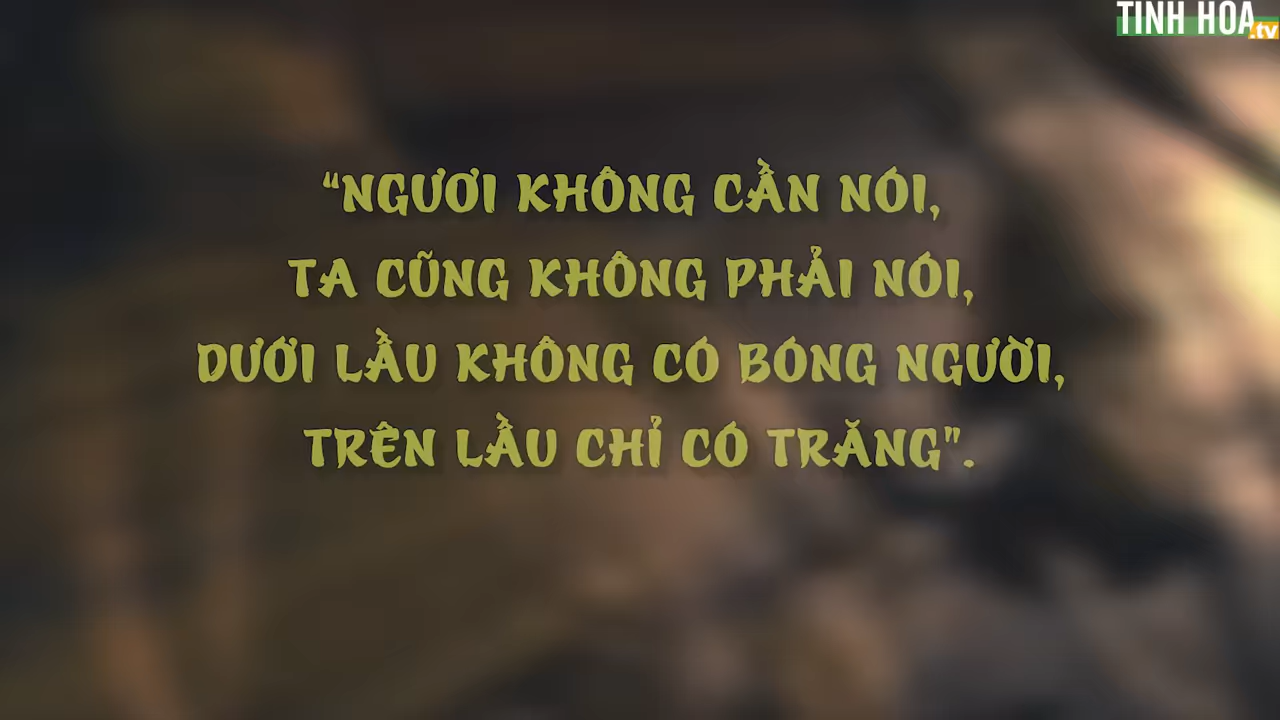 TINH HOA
.tv
“NGƯƠI KHÔNG CẦN NÓI,
TA CŨNG KHÔNG PHẢI NÓI,
DƯỚI LẦU KHÔNG CÓ BÓNG NGƯỜI,
TRÊN LẦU CHỈ CÓ TRĂNG".